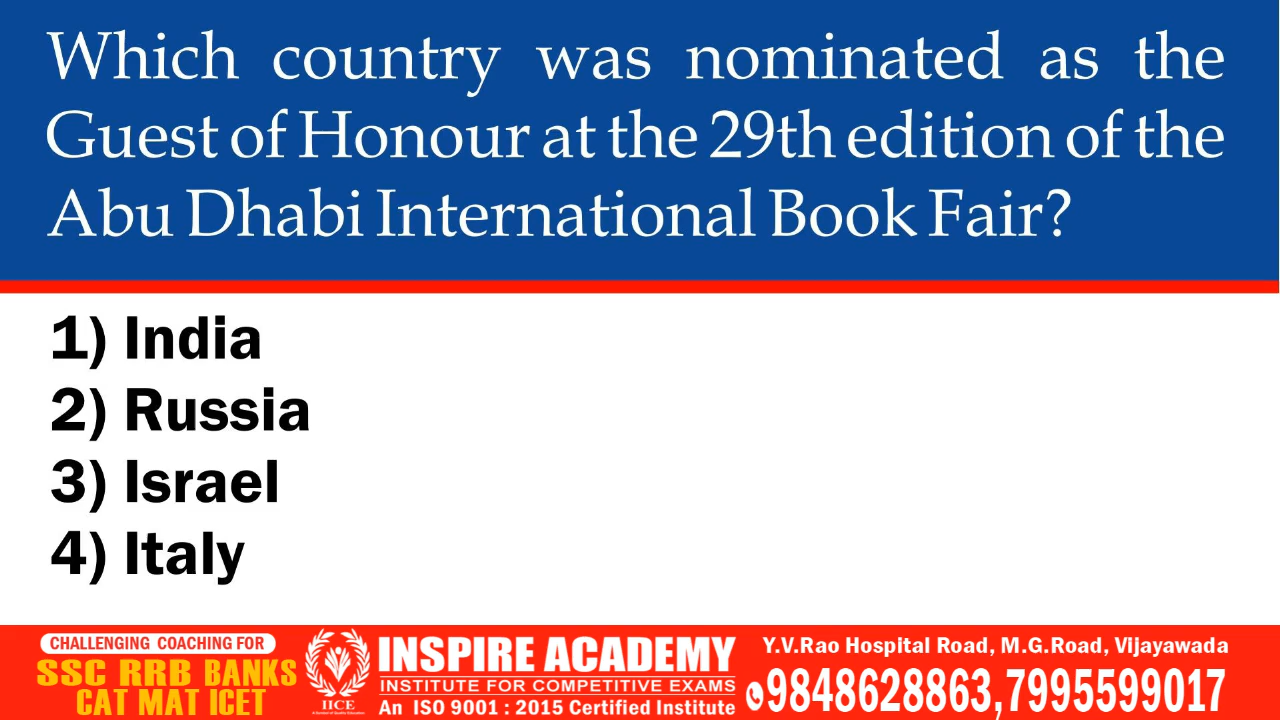 Which country was nominated as the
Guest of Honour at the 29th edition of the
Abu Dhabi International Book Fair?
1) India
2) Russia
3) Israel
4) Italy
CHALLENGING COACHING FOR
SSC RRB BANKS
CAT MAT ICET
IICE
INSPIRE ACADEMY
INSTITUTE FOR COMPETITIVE EXAMS
An ISO 9001 : 2015 Certified Institute
Y.V.Rao Hospital Road, M.G.Road, Vijayawada
9848628863,7995599017